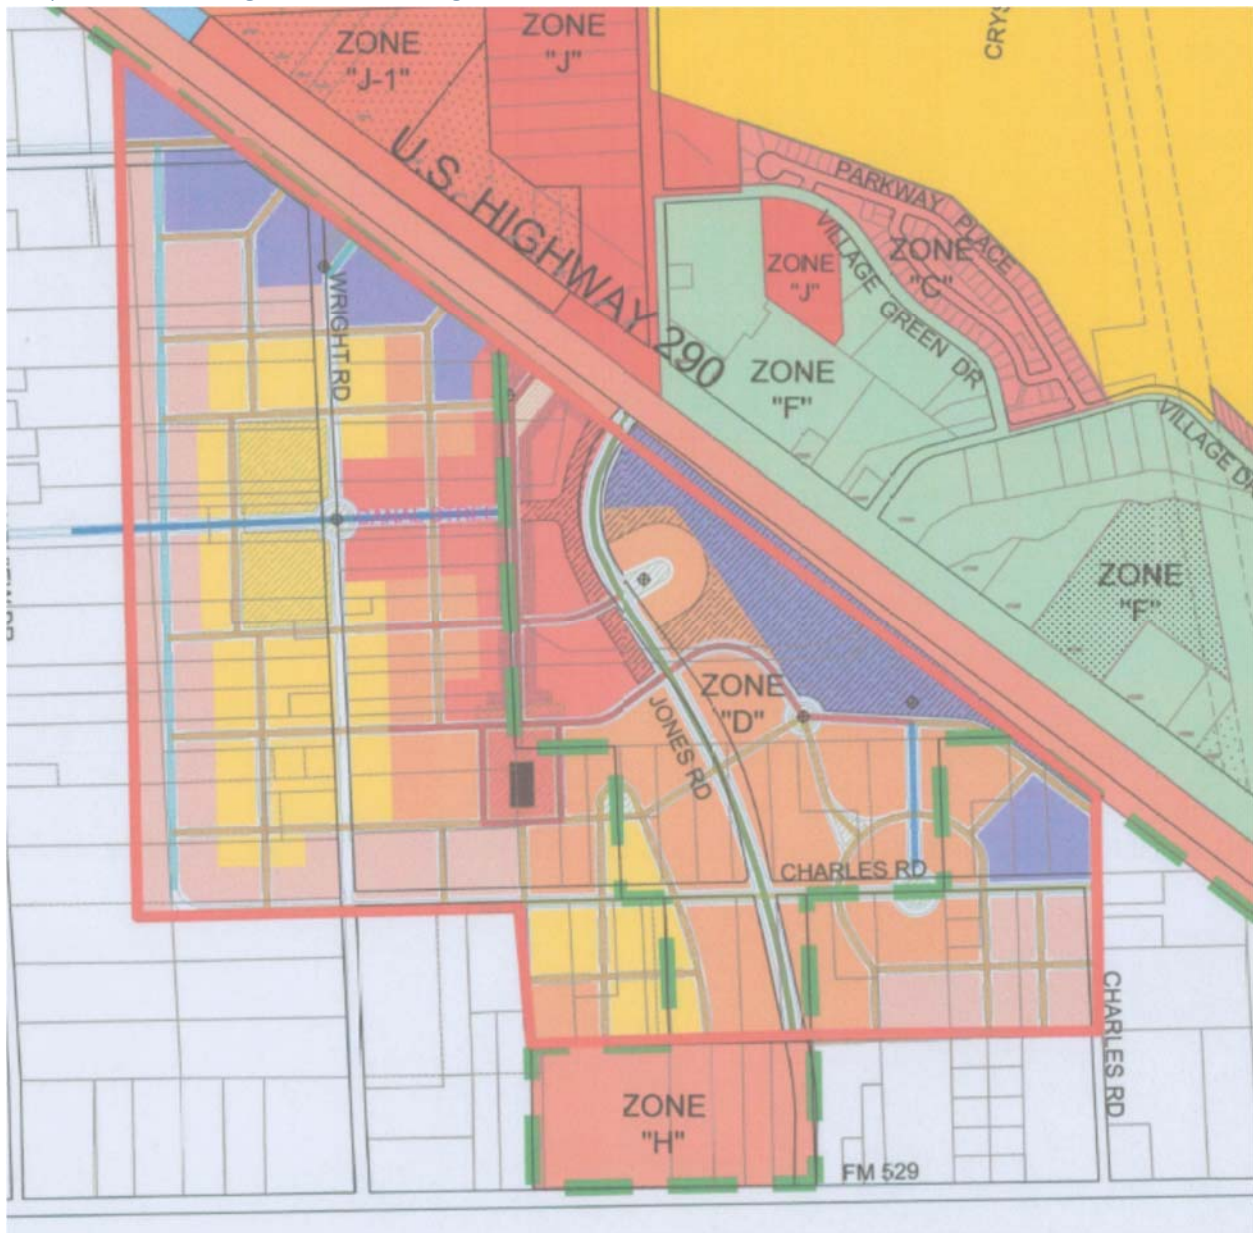 ZONE
"J-1"
ZONE
"J"
U.S. HIGHWAY 290
PARKWAY PLACE
VILLAGE GREEN DR
ZONE
"J"
ZONE
"C"
WRIGHT RD
ZONE
"F"
VILLAGE DR
ZONE
"F"
ZONE
"D"
JONES RD
CHARLES RD
CHARLES RD
ZONE
"H"
FM 529